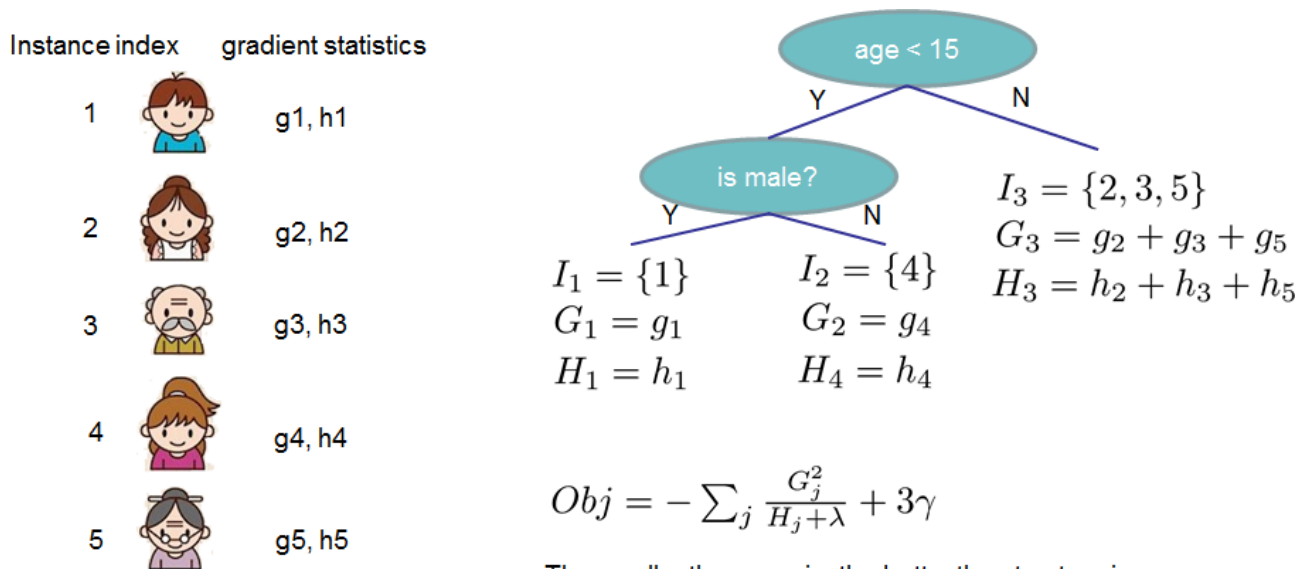 Instance index gradient statistics
1 g1, h1
2 g2, h2
3 g3, h3
4 g4, h4
5 g5, h5
age < 15
Y N
is male?
Y N
I₁ = {1}
G₁ = g₁
H₁ = h₁
I₂ = {4}
G₂ = g₄
H₄ = h₄
I₃ = {2, 3, 5}
G₃ = g₂ + g₃ + g₅
H₃ = h₂ + h₃ + h₅
Obj = − ∑ⱼ Gⱼ² / (Hⱼ+λ) + 3γ